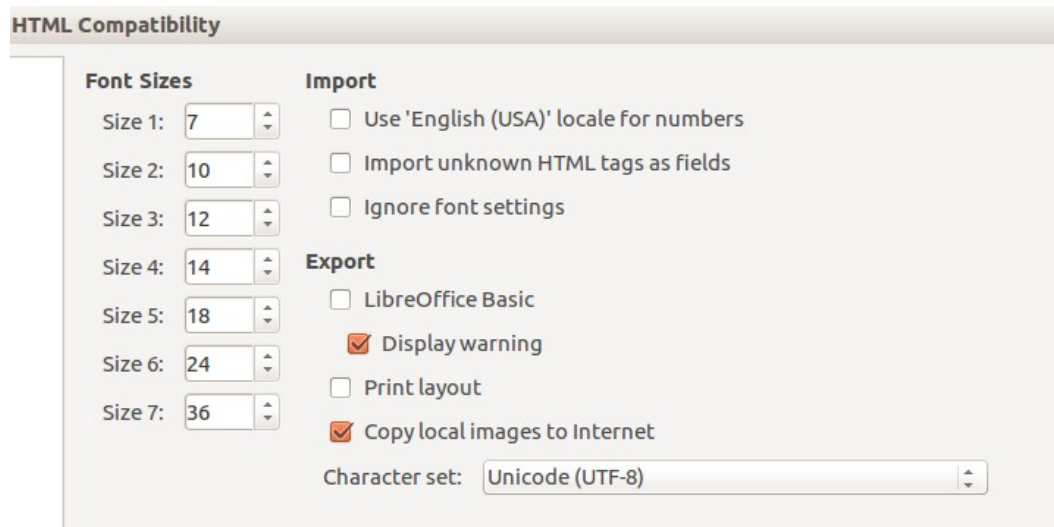 HTML Compatibility
Font Sizes
Size 1: 7
Size 2: 10
Size 3: 12
Size 4: 14
Size 5: 18
Size 6: 24
Size 7: 36
Import
Use 'English (USA)' locale for numbers
Import unknown HTML tags as fields
Ignore font settings
Export
LibreOffice Basic
Display warning
Print layout
Copy local images to Internet
Character set: Unicode (UTF-8)